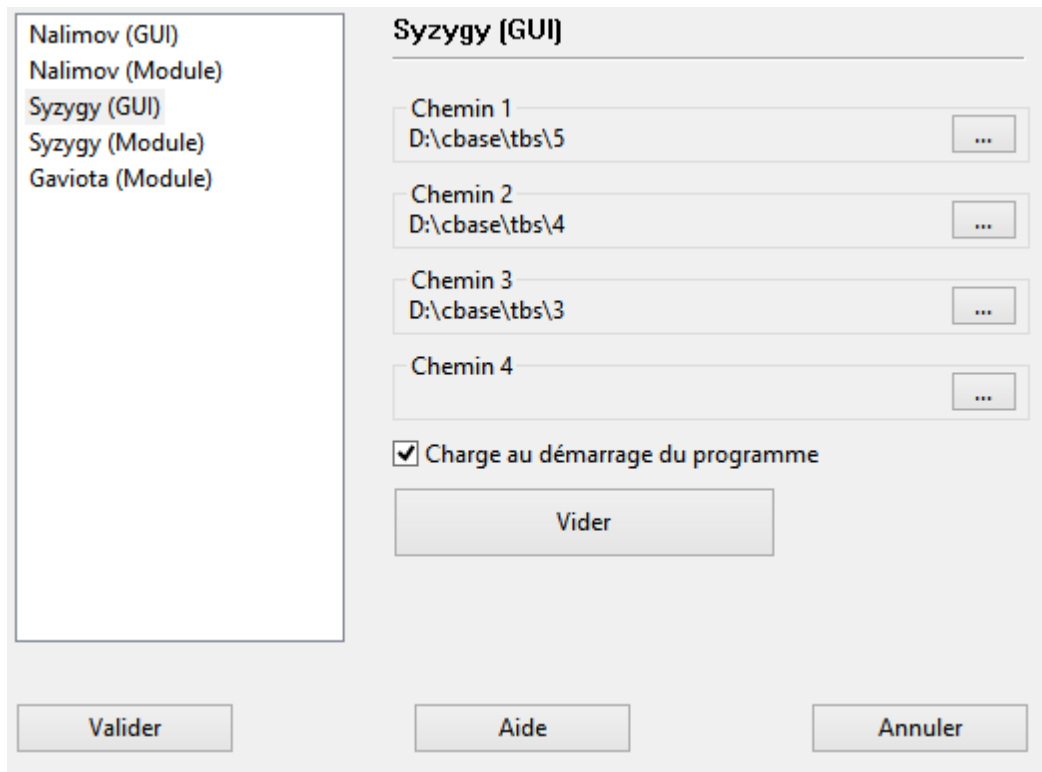 Nalimov (GUI)
Nalimov (Module)
Syzygy (GUI)
Syzygy (Module)
Gaviota (Module)
Syzygy (GUI)
Chemin 1
D:\cbase\tbs\5
...
Chemin 2
D:\cbase\tbs\4
...
Chemin 3
D:\cbase\tbs\3
...
Chemin 4
...
Charge au démarrage du programme
Vider
Valider
Aide
Annuler